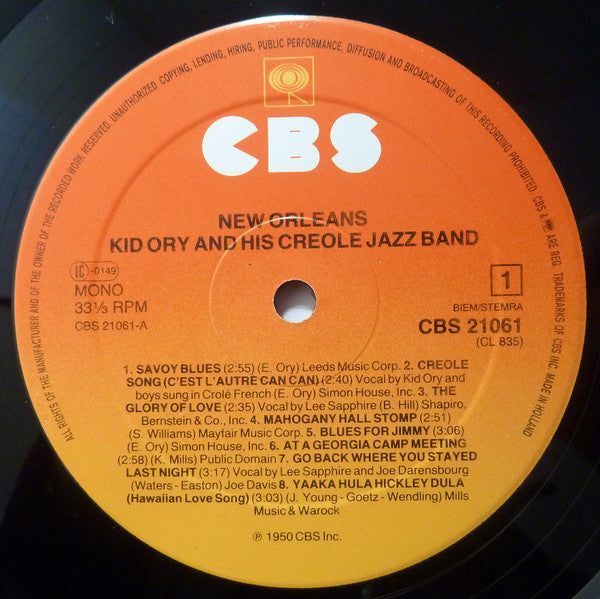 ALL RIGHTS OF THE MANUFACTURER AND OF THE OWNER OF THE RECORDED WORK RESERVED. UNAUTHORIZED COPYING, LENDING, HIRING, PUBLIC PERFORMANCE, DIFFUSION AND BROADCASTING OF THIS RECORDING PROHIBITED. CBS & ARE REG. TRADEMARKS OF CBS INC. MADE IN HOLLAND
CBS
NEW ORLEANS
KID ORY AND HIS CREOLE JAZZ BAND
LC -0149
MONO
33⅓ RPM
CBS 21061-A
1
BIEM/STEMRA
CBS 21061
(CL 835)
1. SAVOY BLUES (2:55) (E. Ory) Leeds Music Corp. 2. CREOLE
SONG (C'EST L'AUTRE CAN CAN) (2:40) Vocal by Kid Ory and
boys sung in Crolé French (E. Ory) Simon House, Inc. 3. THE
GLORY OF LOVE (2:35) Vocal by Lee Sapphire (B. Hill) Shapiro,
Bernstein & Co., Inc. 4. MAHOGANY HALL STOMP (2:51)
(S. Williams) Mayfair Music Corp. 5. BLUES FOR JIMMY (3:06)
(E. Ory) Simon House, Inc. 6. AT A GEORGIA CAMP MEETING
(2:58) (K. Mills) Public Domain 7. GO BACK WHERE YOU STAYED
LAST NIGHT (3:17) Vocal by Lee Sapphire and Joe Darensbourg
(Waters - Easton) Joe Davis 8. YAAKA HULA HICKLEY DULA
(Hawaiian Love Song) (3:03) (J. Young - Goetz - Wendling) Mills
Music & Warock
℗ 1950 CBS Inc.